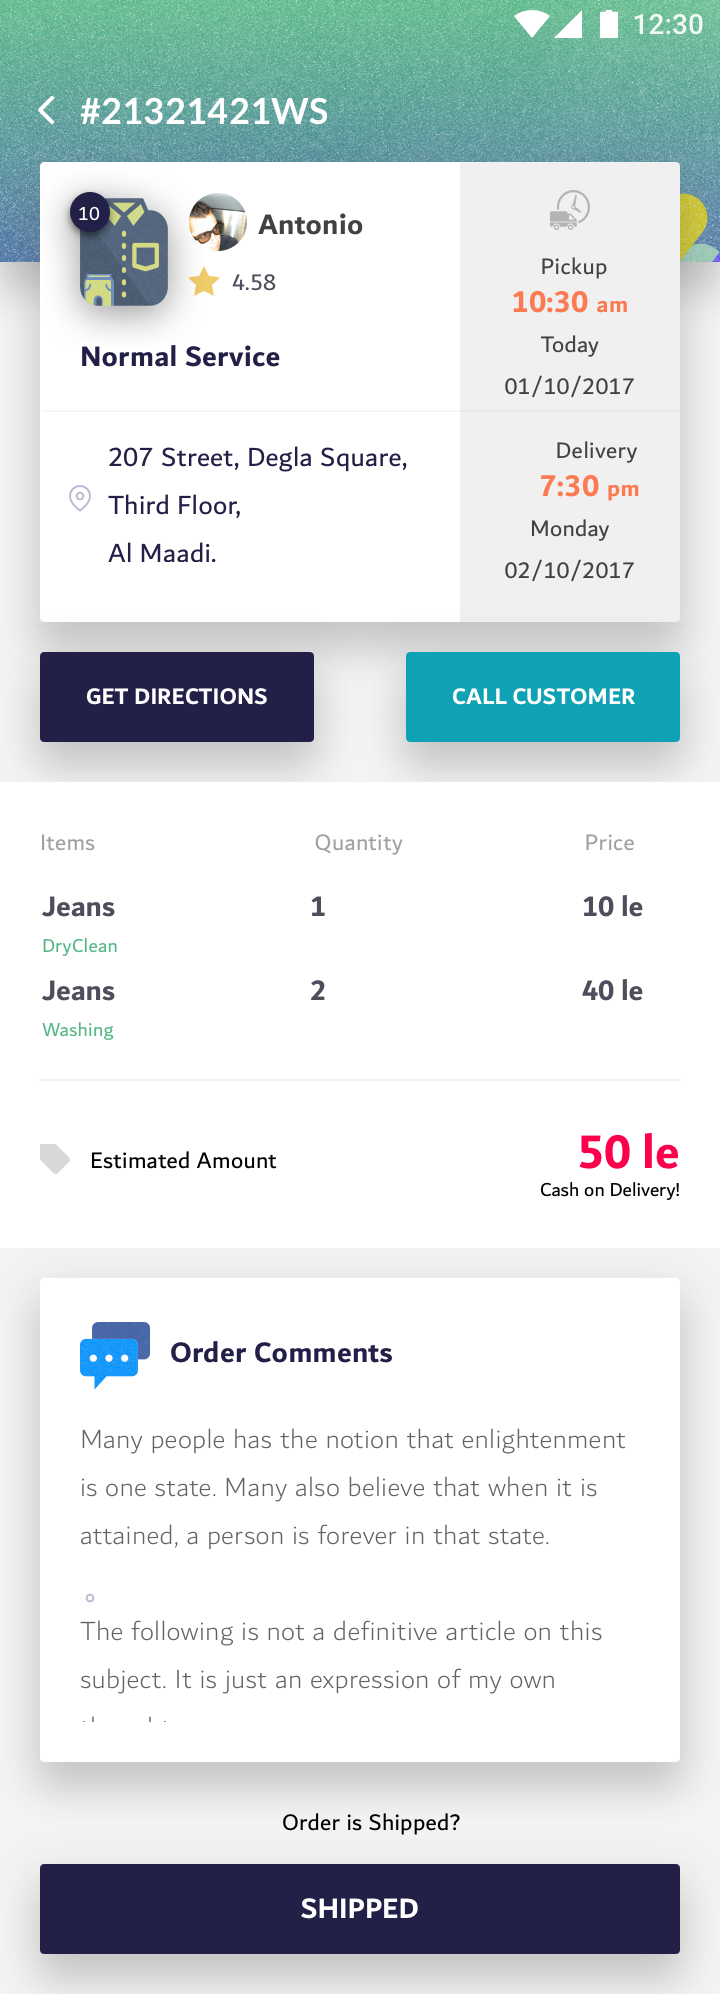 12:30
#21321421WS
10
Antonio
4.58
Normal Service
Pickup
10:30 am
Today
01/10/2017
207 Street, Degla Square,
Third Floor,
Al Maadi.
Delivery
7:30 pm
Monday
02/10/2017
GET DIRECTIONS
CALL CUSTOMER
Items Quantity Price
Jeans 1 10 le
DryClean
Jeans 2 40 le
Washing
Estimated Amount
50 le
Cash on Delivery!
Order Comments
Many people has the notion that enlightenment
is one state. Many also believe that when it is
attained, a person is forever in that state.
The following is not a definitive article on this
subject. It is just an expression of my own
Order is Shipped?
SHIPPED